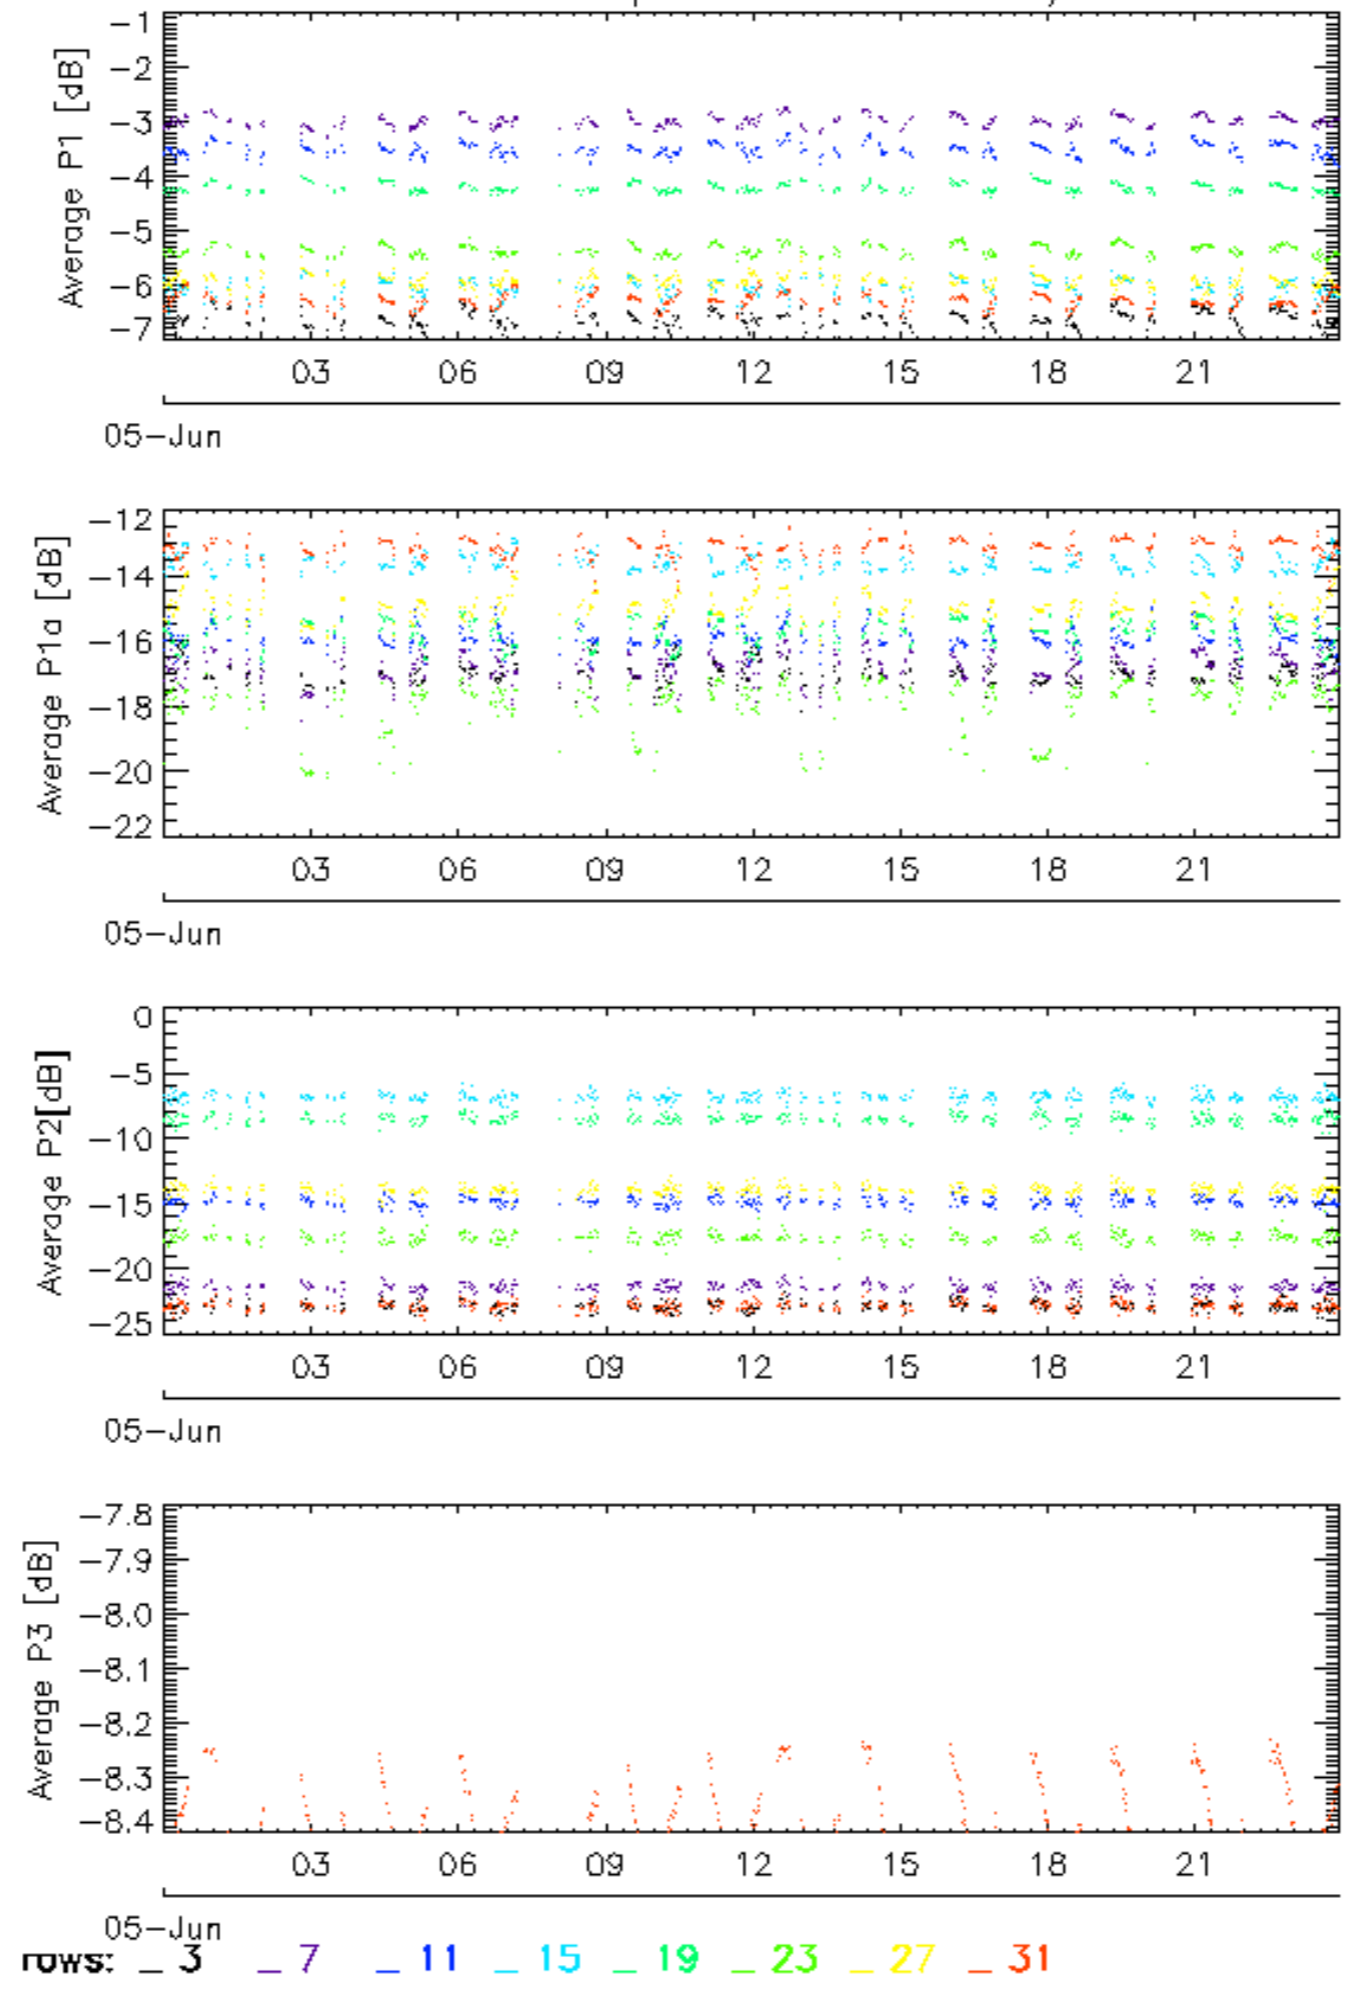 Average P1 [dB]
-1
-2
-3
-4
-5
-6
-7
03 06 09 12 15 18 21
05-Jun
Average P1a [dB]
-12
-14
-16
-18
-20
-22
03 06 09 12 15 18 21
05-Jun
Average P2[dB]
0
-5
-10
-15
-20
-25
03 06 09 12 15 18 21
05-Jun
Average P3 [dB]
-7.8
-7.9
-8.0
-8.1
-8.2
-8.3
-8.4
03 06 09 12 15 18 21
05-Jun
rows: _ 3 _ 7 _ 11 _ 15 _ 19 _ 23 _ 27 _ 31